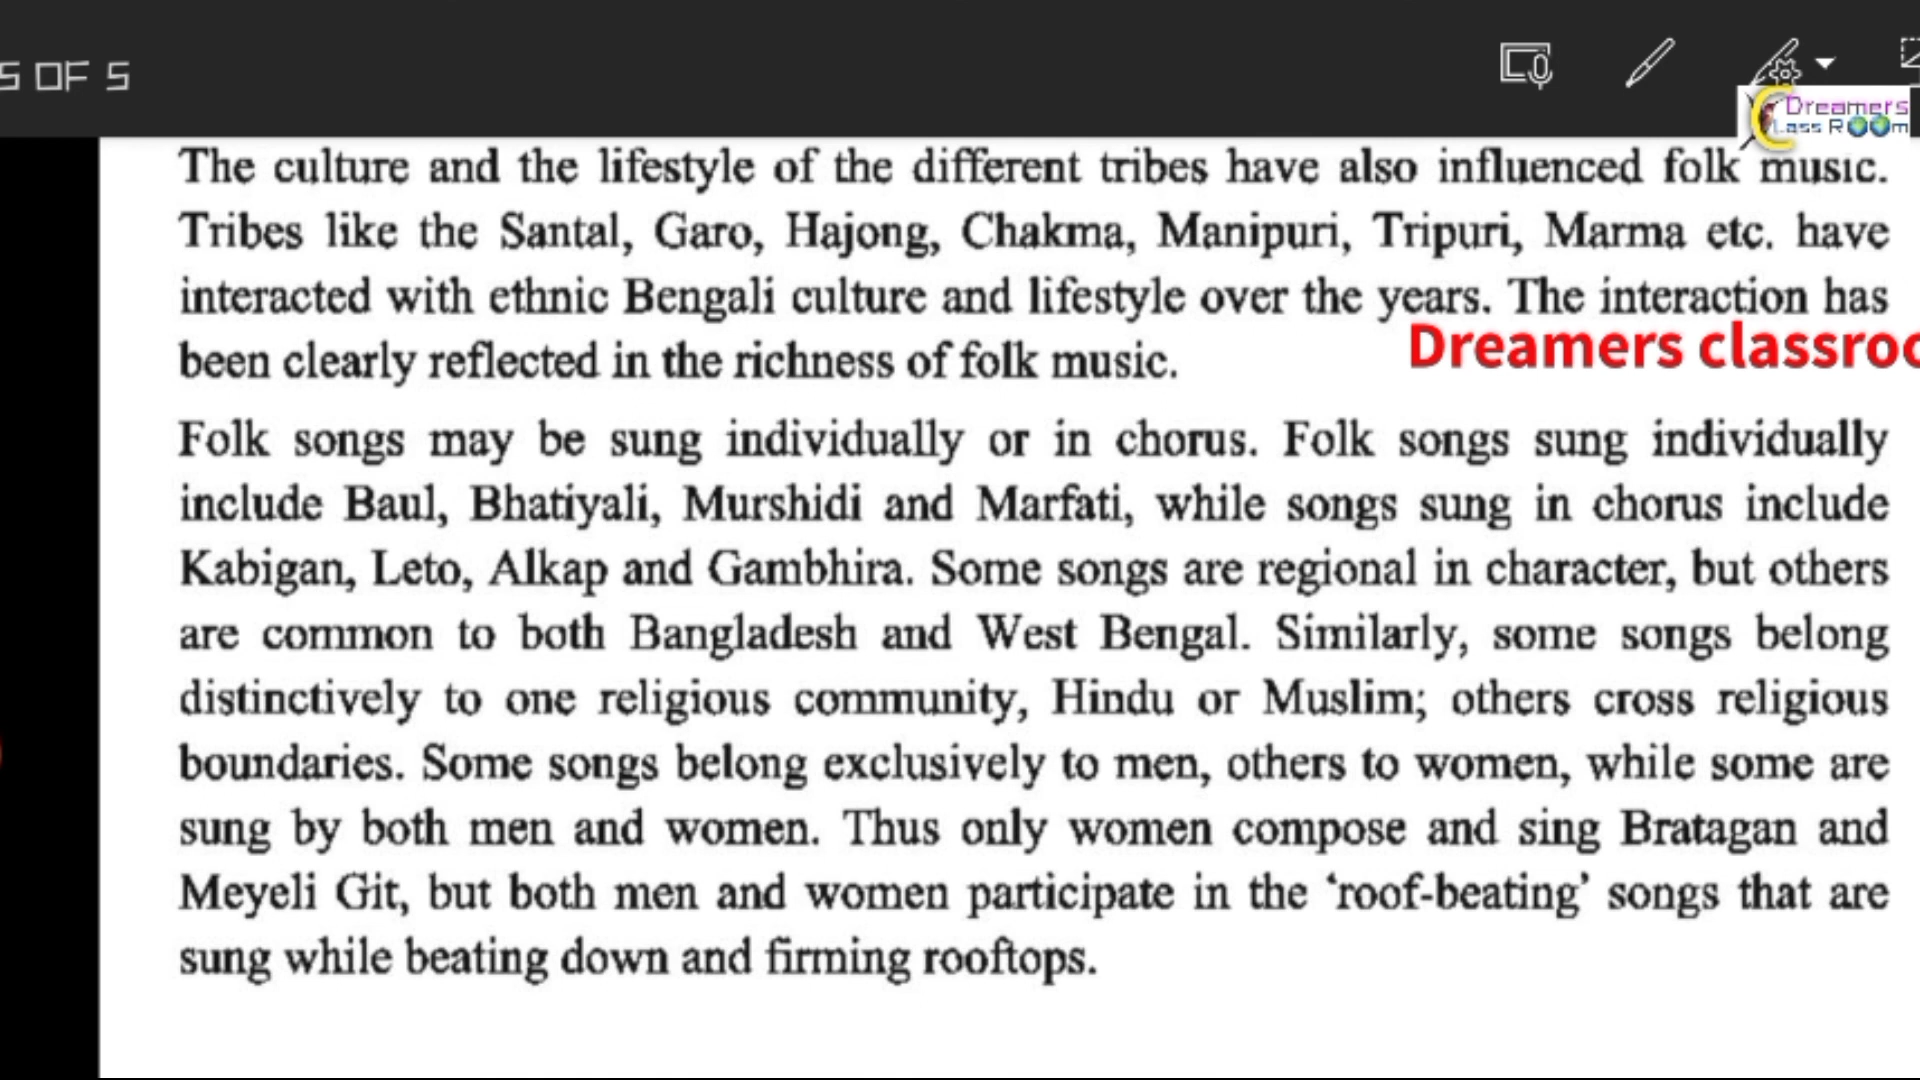 5 OF 5
Dreamers
Lass ROOm
The culture and the lifestyle of the different tribes have also influenced folk music.
Tribes like the Santal, Garo, Hajong, Chakma, Manipuri, Tripuri, Marma etc. have
interacted with ethnic Bengali culture and lifestyle over the years. The interaction has
Dreamers classroo
been clearly reflected in the richness of folk music.
Folk songs may be sung individually or in chorus. Folk songs sung individually
include Baul, Bhatiyali, Murshidi and Marfati, while songs sung in chorus include
Kabigan, Leto, Alkap and Gambhira. Some songs are regional in character, but others
are common to both Bangladesh and West Bengal. Similarly, some songs belong
distinctively to one religious community, Hindu or Muslim; others cross religious
boundaries. Some songs belong exclusively to men, others to women, while some are
sung by both men and women. Thus only women compose and sing Bratagan and
Meyeli Git, but both men and women participate in the ‘roof-beating’ songs that are
sung while beating down and firming rooftops.